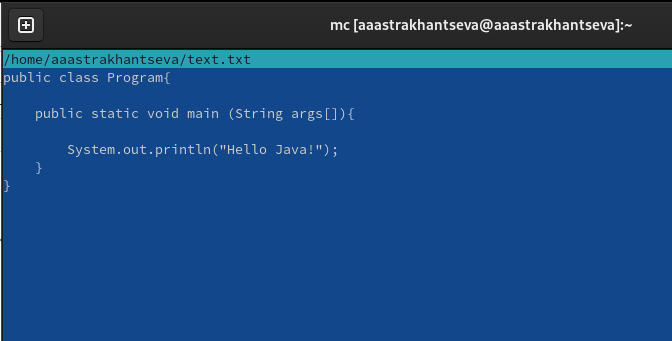 mc [aaastrakhantseva@aaastrakhantseva]:~
/home/aaastrakhantseva/text.txt
public class Program{
    public static void main (String args[]){
        System.out.println("Hello Java!");
    }
}